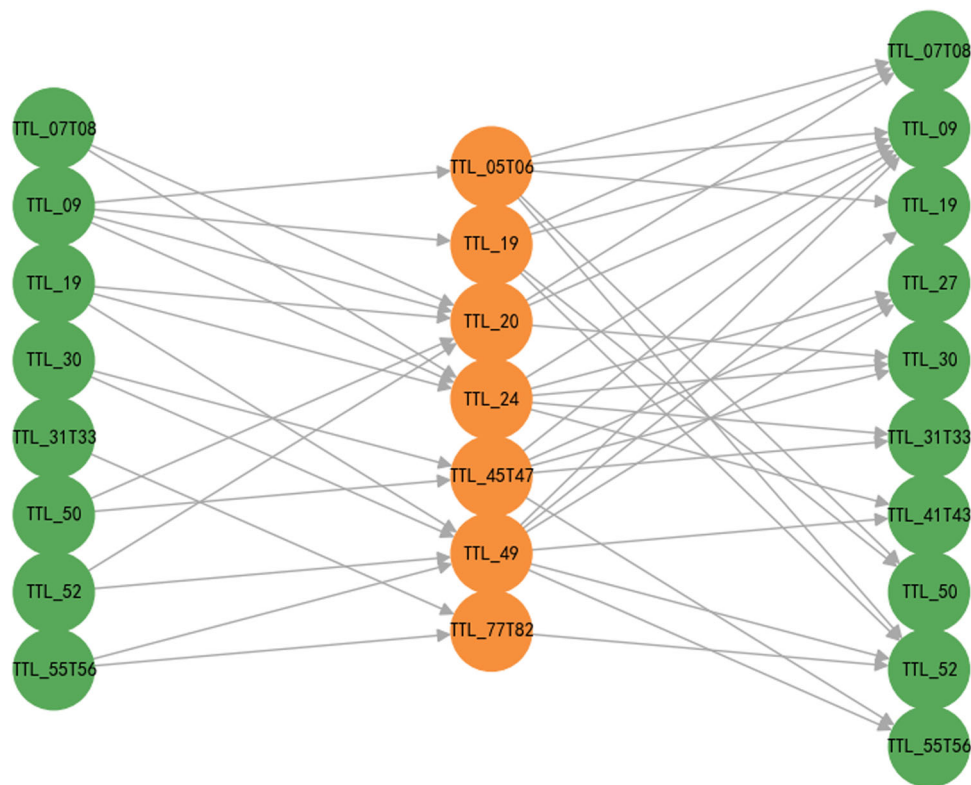 TTL_07T08
TTL_09
TTL_19
TTL_30
TTL_31T33
TTL_50
TTL_52
TTL_55T56
TTL_05T06
TTL_19
TTL_20
TTL_24
TTL_45T47
TTL_49
TTL_77T82
TTL_07T08
TTL_09
TTL_19
TTL_27
TTL_30
TTL_31T33
TTL_41T43
TTL_50
TTL_52
TTL_55T56